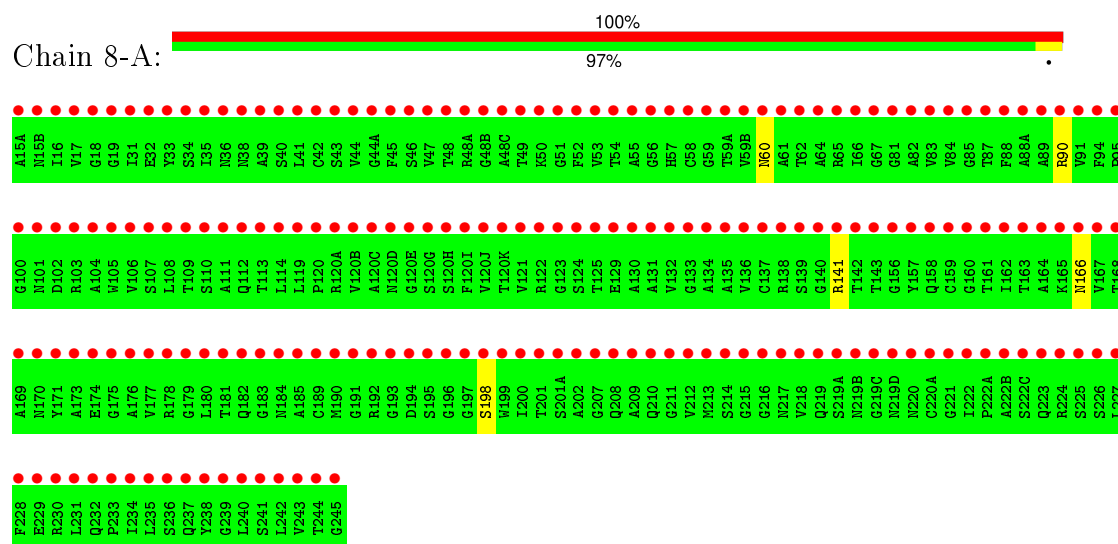 100%
Chain 8-A:
97%
A15A N15B I16 V17 G18 G19 I31 E32 Y33 S34 I35 N36 N38 A39 S40 L41 C42 S43 V44 G44A F45 S46 V47 T48 R48A G48B A48C T49 K50 G51 F52 V53 T54 A55 G56 H57 C58 G59 T59A V59B N60 A61 T62 A64 R65 I66 G67 G81 A82 V83 V84 G85 T87 F88 A88A A89 R90 V91 F94 P95
G100 N101 D102 R103 A104 W105 V106 S107 L108 T109 S110 A111 Q112 T113 L114 L119 P120 R120A V120B A120C N120D G120E S120G S120H F120I V120J T120K V121 R122 G123 S124 T125 E129 A130 A131 V132 G133 A134 A135 V136 C137 R138 S139 G140 R141 T142 T143 G156 Y157 Q158 C159 G160 T161 I162 T163 A164 K165 N166 V167 T168
A169 N170 Y171 A173 E174 G175 A176 V177 R178 G179 L180 T181 Q182 G183 N184 A185 C189 M190 G191 R192 G193 D194 S195 G196 G197 S198 W199 I200 T201 S201A A202 G207 Q208 A209 Q210 G211 V212 M213 S214 G215 G216 N217 V218 Q219 S219A N219B G219C N219D N220 C220A G221 I222 P222A A222B S222C Q223 R224 S225 S226 L227
F228 E229 R230 L231 Q232 P233 I234 L235 S236 Q237 Y238 G239 L240 S241 L242 V243 T244 G245